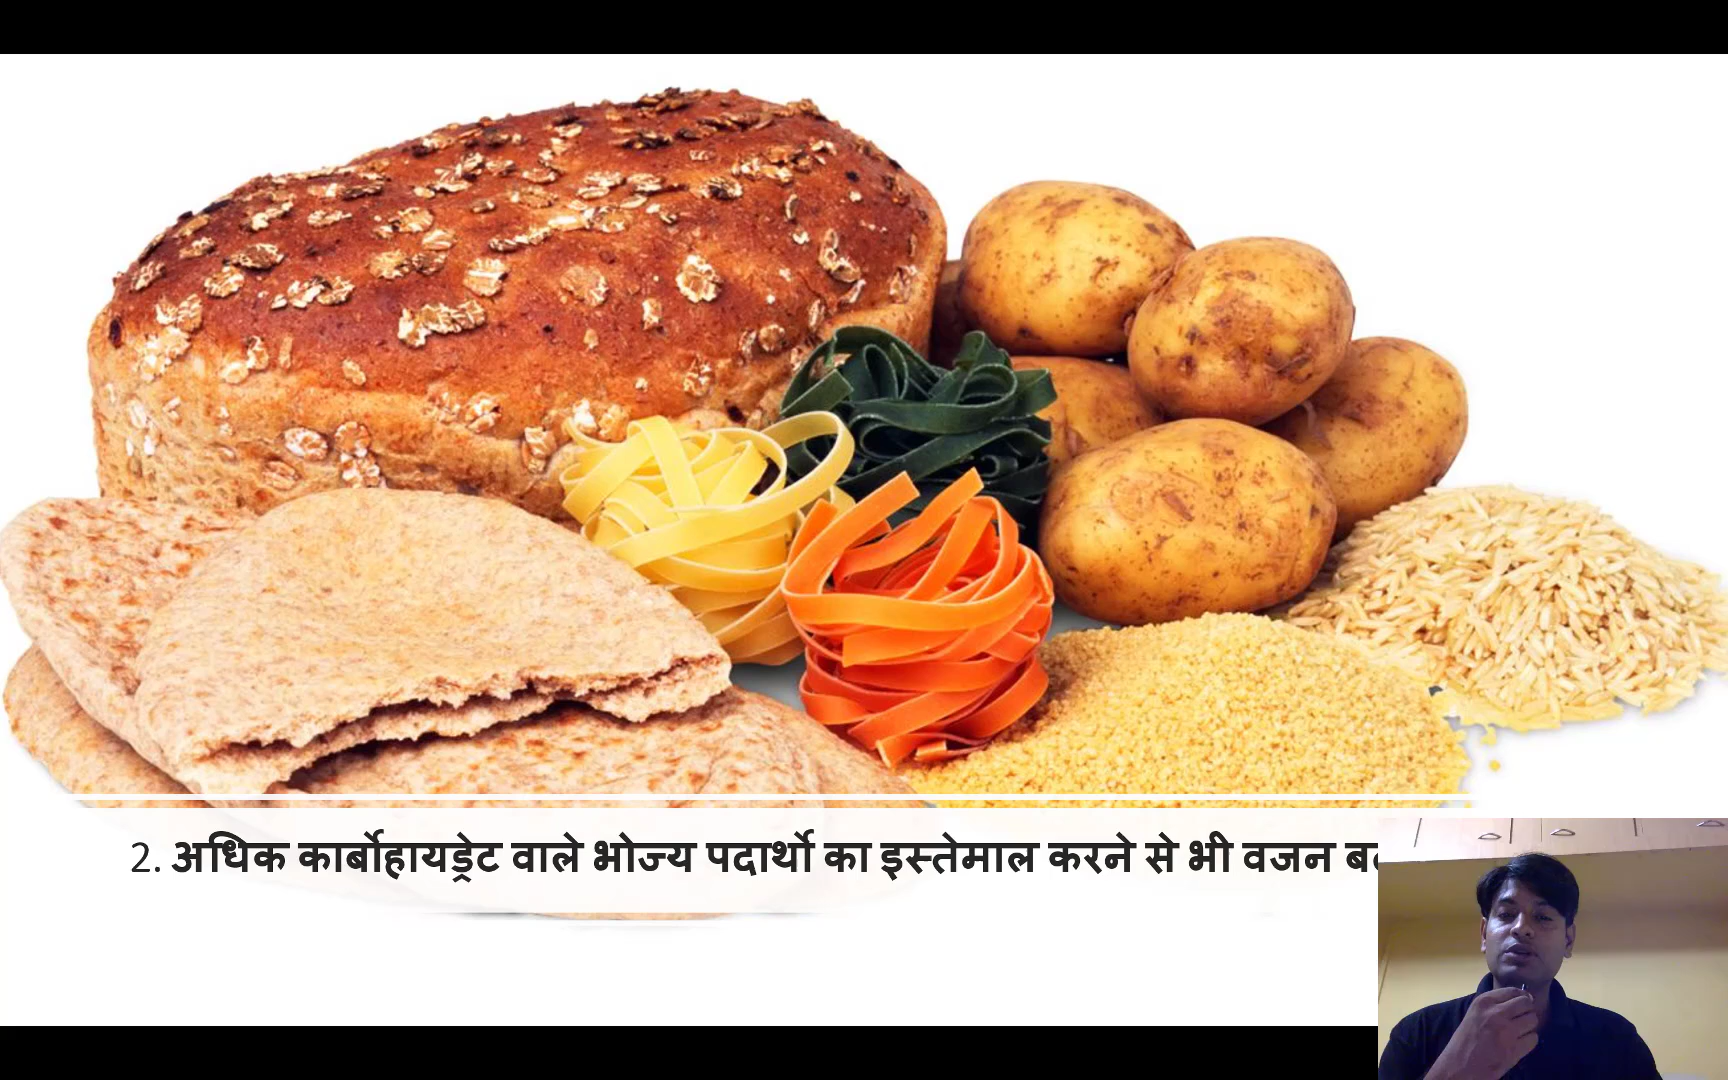 2. अधिक कार्बोहायड्रेट वाले भोज्य पदार्थो का इस्तेमाल करने से भी वजन